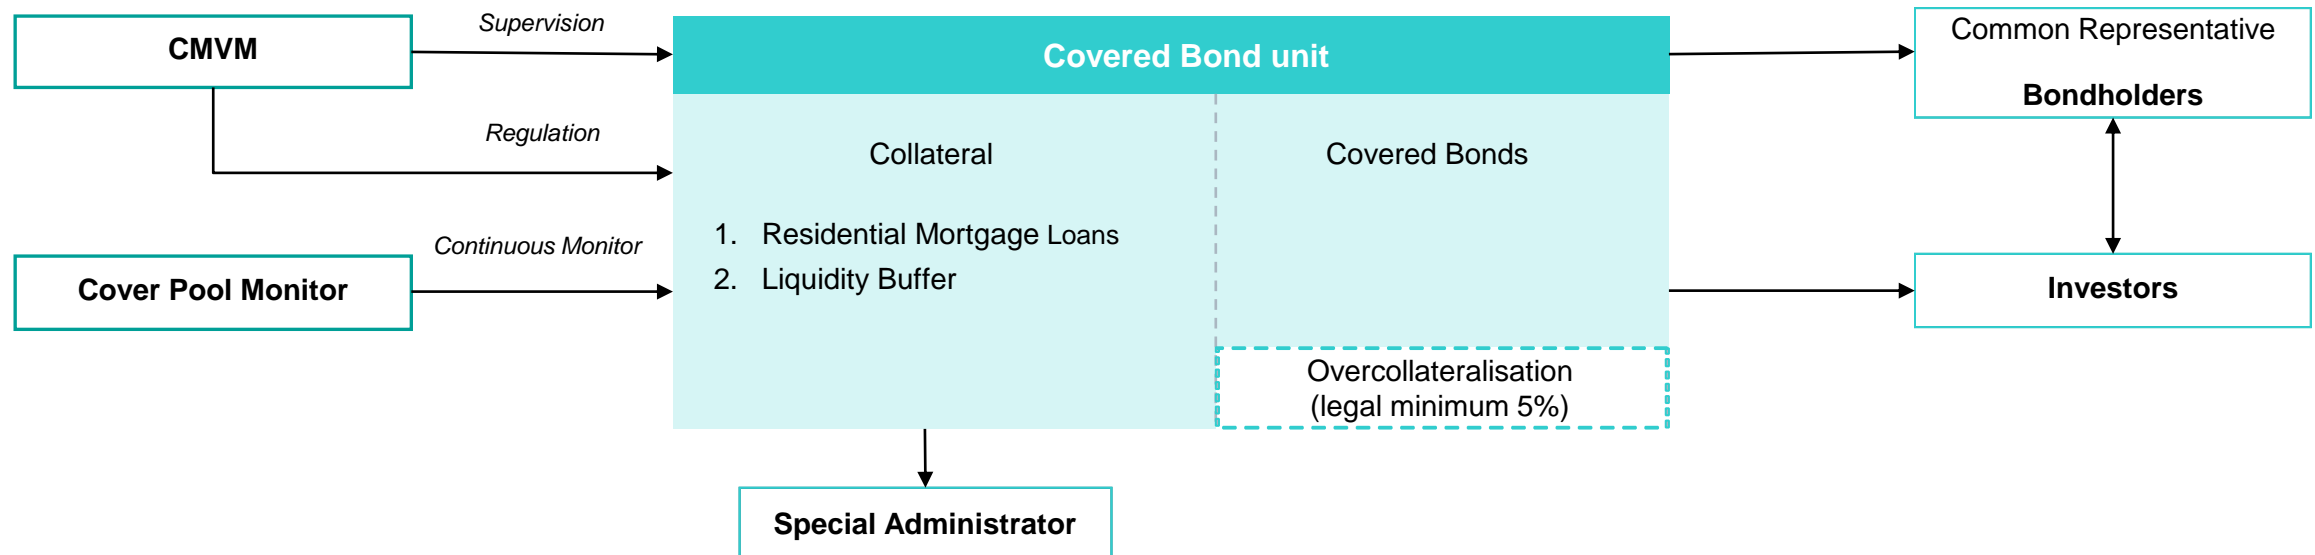 Supervision
CMVM
Covered Bond unit
Common Representative
Bondholders
Regulation
Collateral
Covered Bonds
1. Residential Mortgage Loans
2. Liquidity Buffer
Continuous Monitor
Cover Pool Monitor
Investors
Overcollateralisation
(legal minimum 5%)
Special Administrator